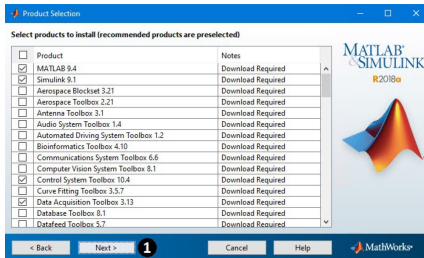 Product Selection
Select products to install (recommended products are preselected)
Product Notes
MATLAB 9.4 Download Required
Simulink 9.1 Download Required
Aerospace Blockset 3.21 Download Required
Aerospace Toolbox 2.21 Download Required
Antenna Toolbox 3.1 Download Required
Audio System Toolbox 1.4 Download Required
Automated Driving System Toolbox 1.2 Download Required
Bioinformatics Toolbox 4.10 Download Required
Communications System Toolbox 6.6 Download Required
Computer Vision System Toolbox 8.1 Download Required
Control System Toolbox 10.4 Download Required
Curve Fitting Toolbox 3.5.7 Download Required
Data Acquisition Toolbox 3.13 Download Required
Database Toolbox 8.1 Download Required
Datafeed Toolbox 5.7 Download Required
MATLAB®
&SIMULINK®
R2018a
< Back Next > 1 Cancel Help MathWorks®